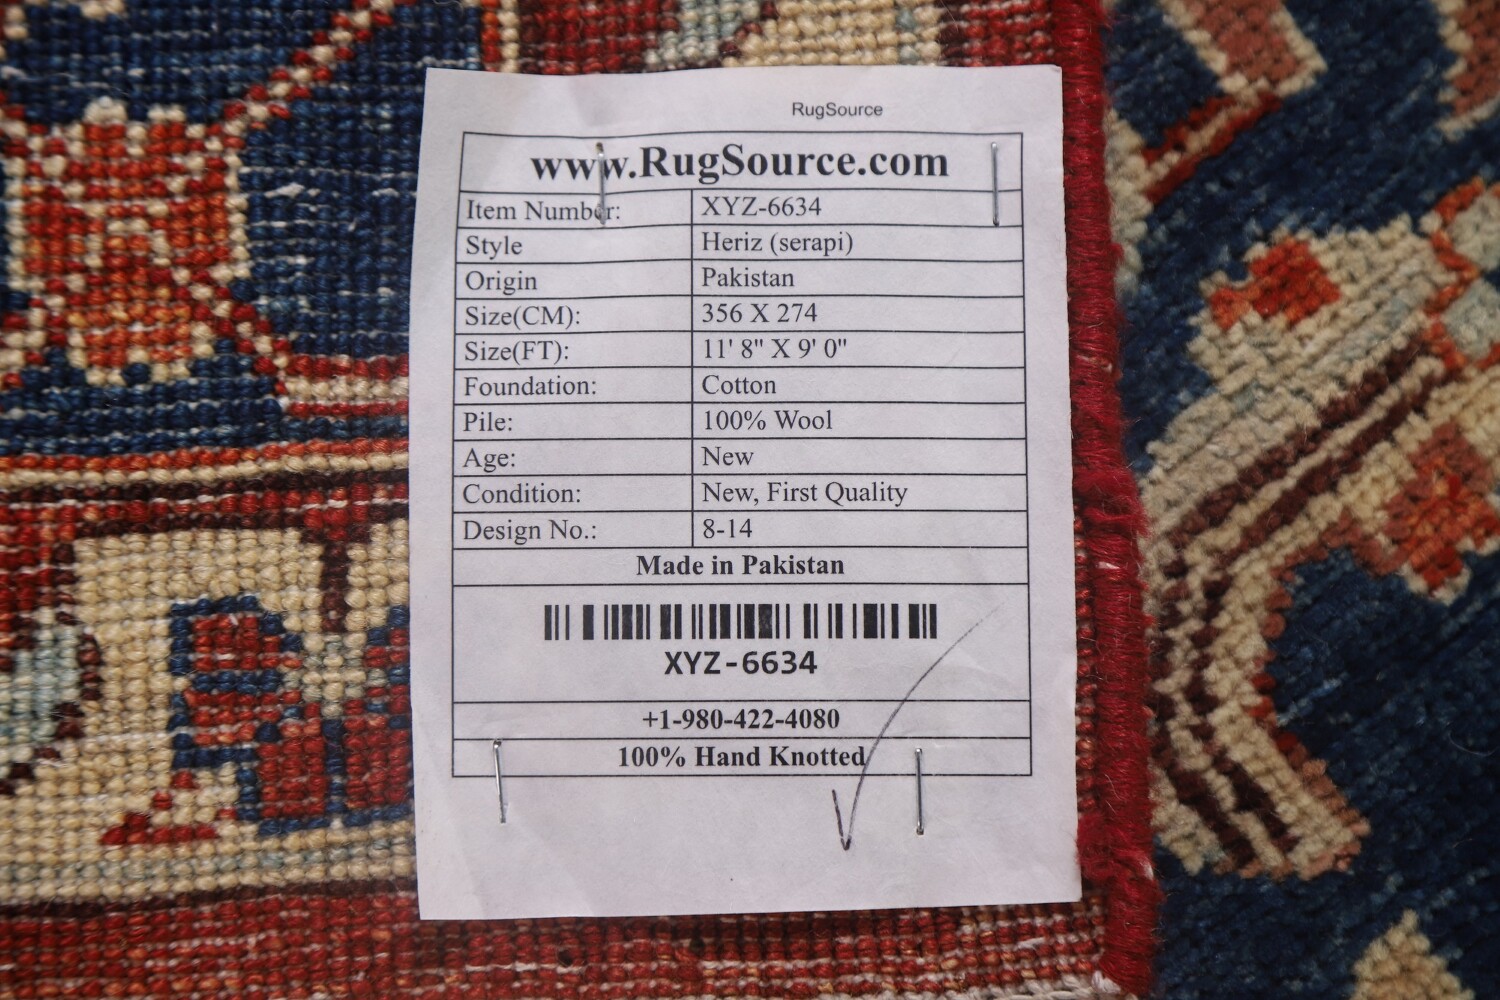 RugSource
www.RugSource.com
Item Number: XYZ-6634
Style Heriz (serapi)
Origin Pakistan
Size(CM): 356 X 274
Size(FT): 11' 8" X 9' 0"
Foundation: Cotton
Pile: 100% Wool
Age: New
Condition: New, First Quality
Design No.: 8-14
Made in Pakistan
XYZ-6634
+1-980-422-4080
100% Hand Knotted